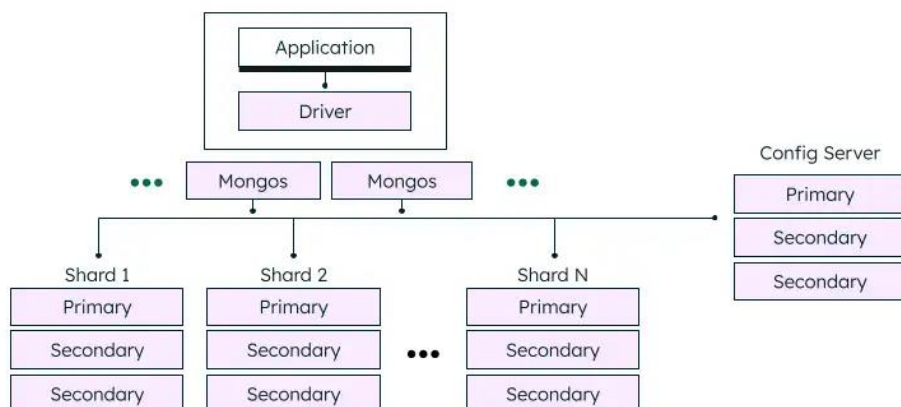 Application
Driver
Mongos
Mongos
Config Server
Primary
Secondary
Secondary
Shard 1
Primary
Secondary
Secondary
Shard 2
Primary
Secondary
Secondary
Shard N
Primary
Secondary
Secondary